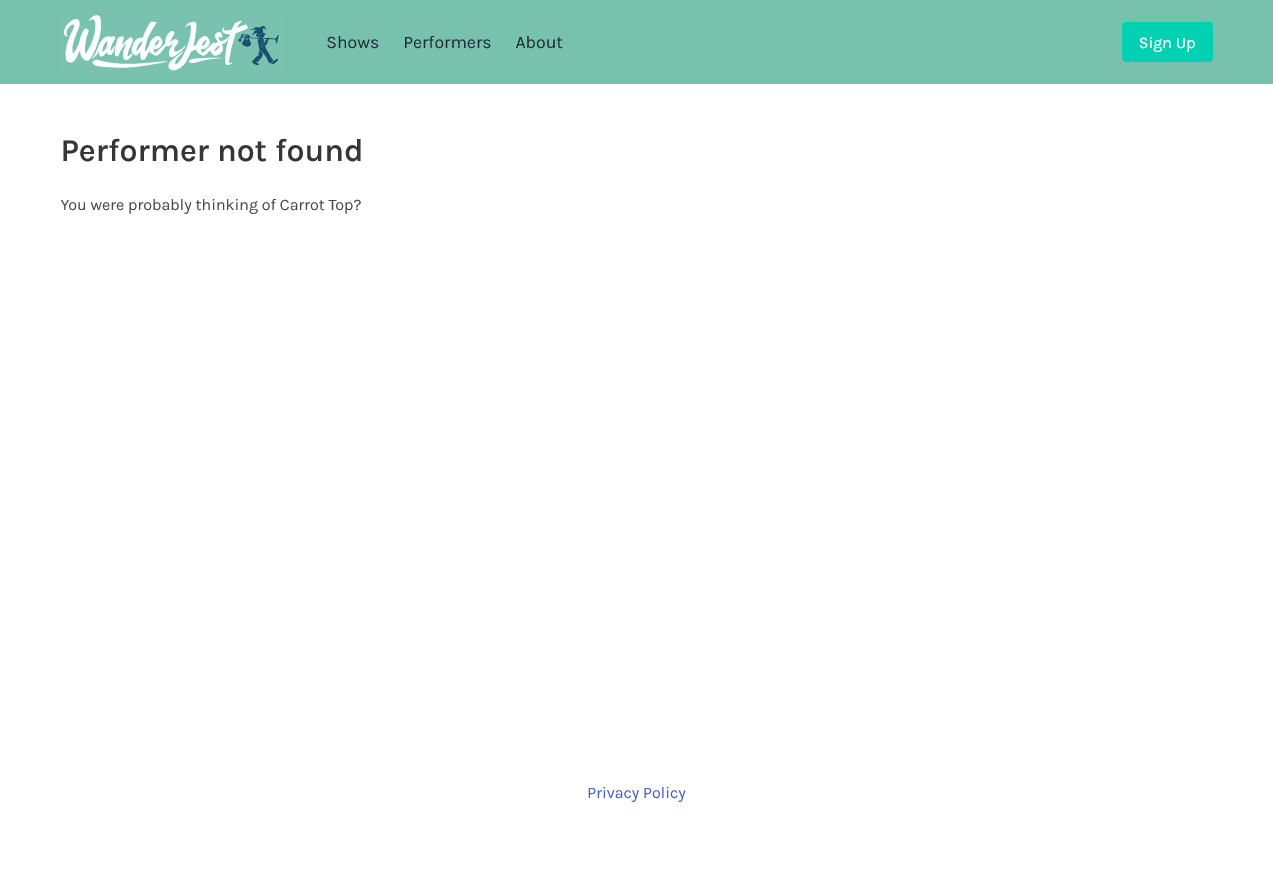 WanderJest
Shows
Performers
About
Sign Up
Performer not found
You were probably thinking of Carrot Top?
Privacy Policy